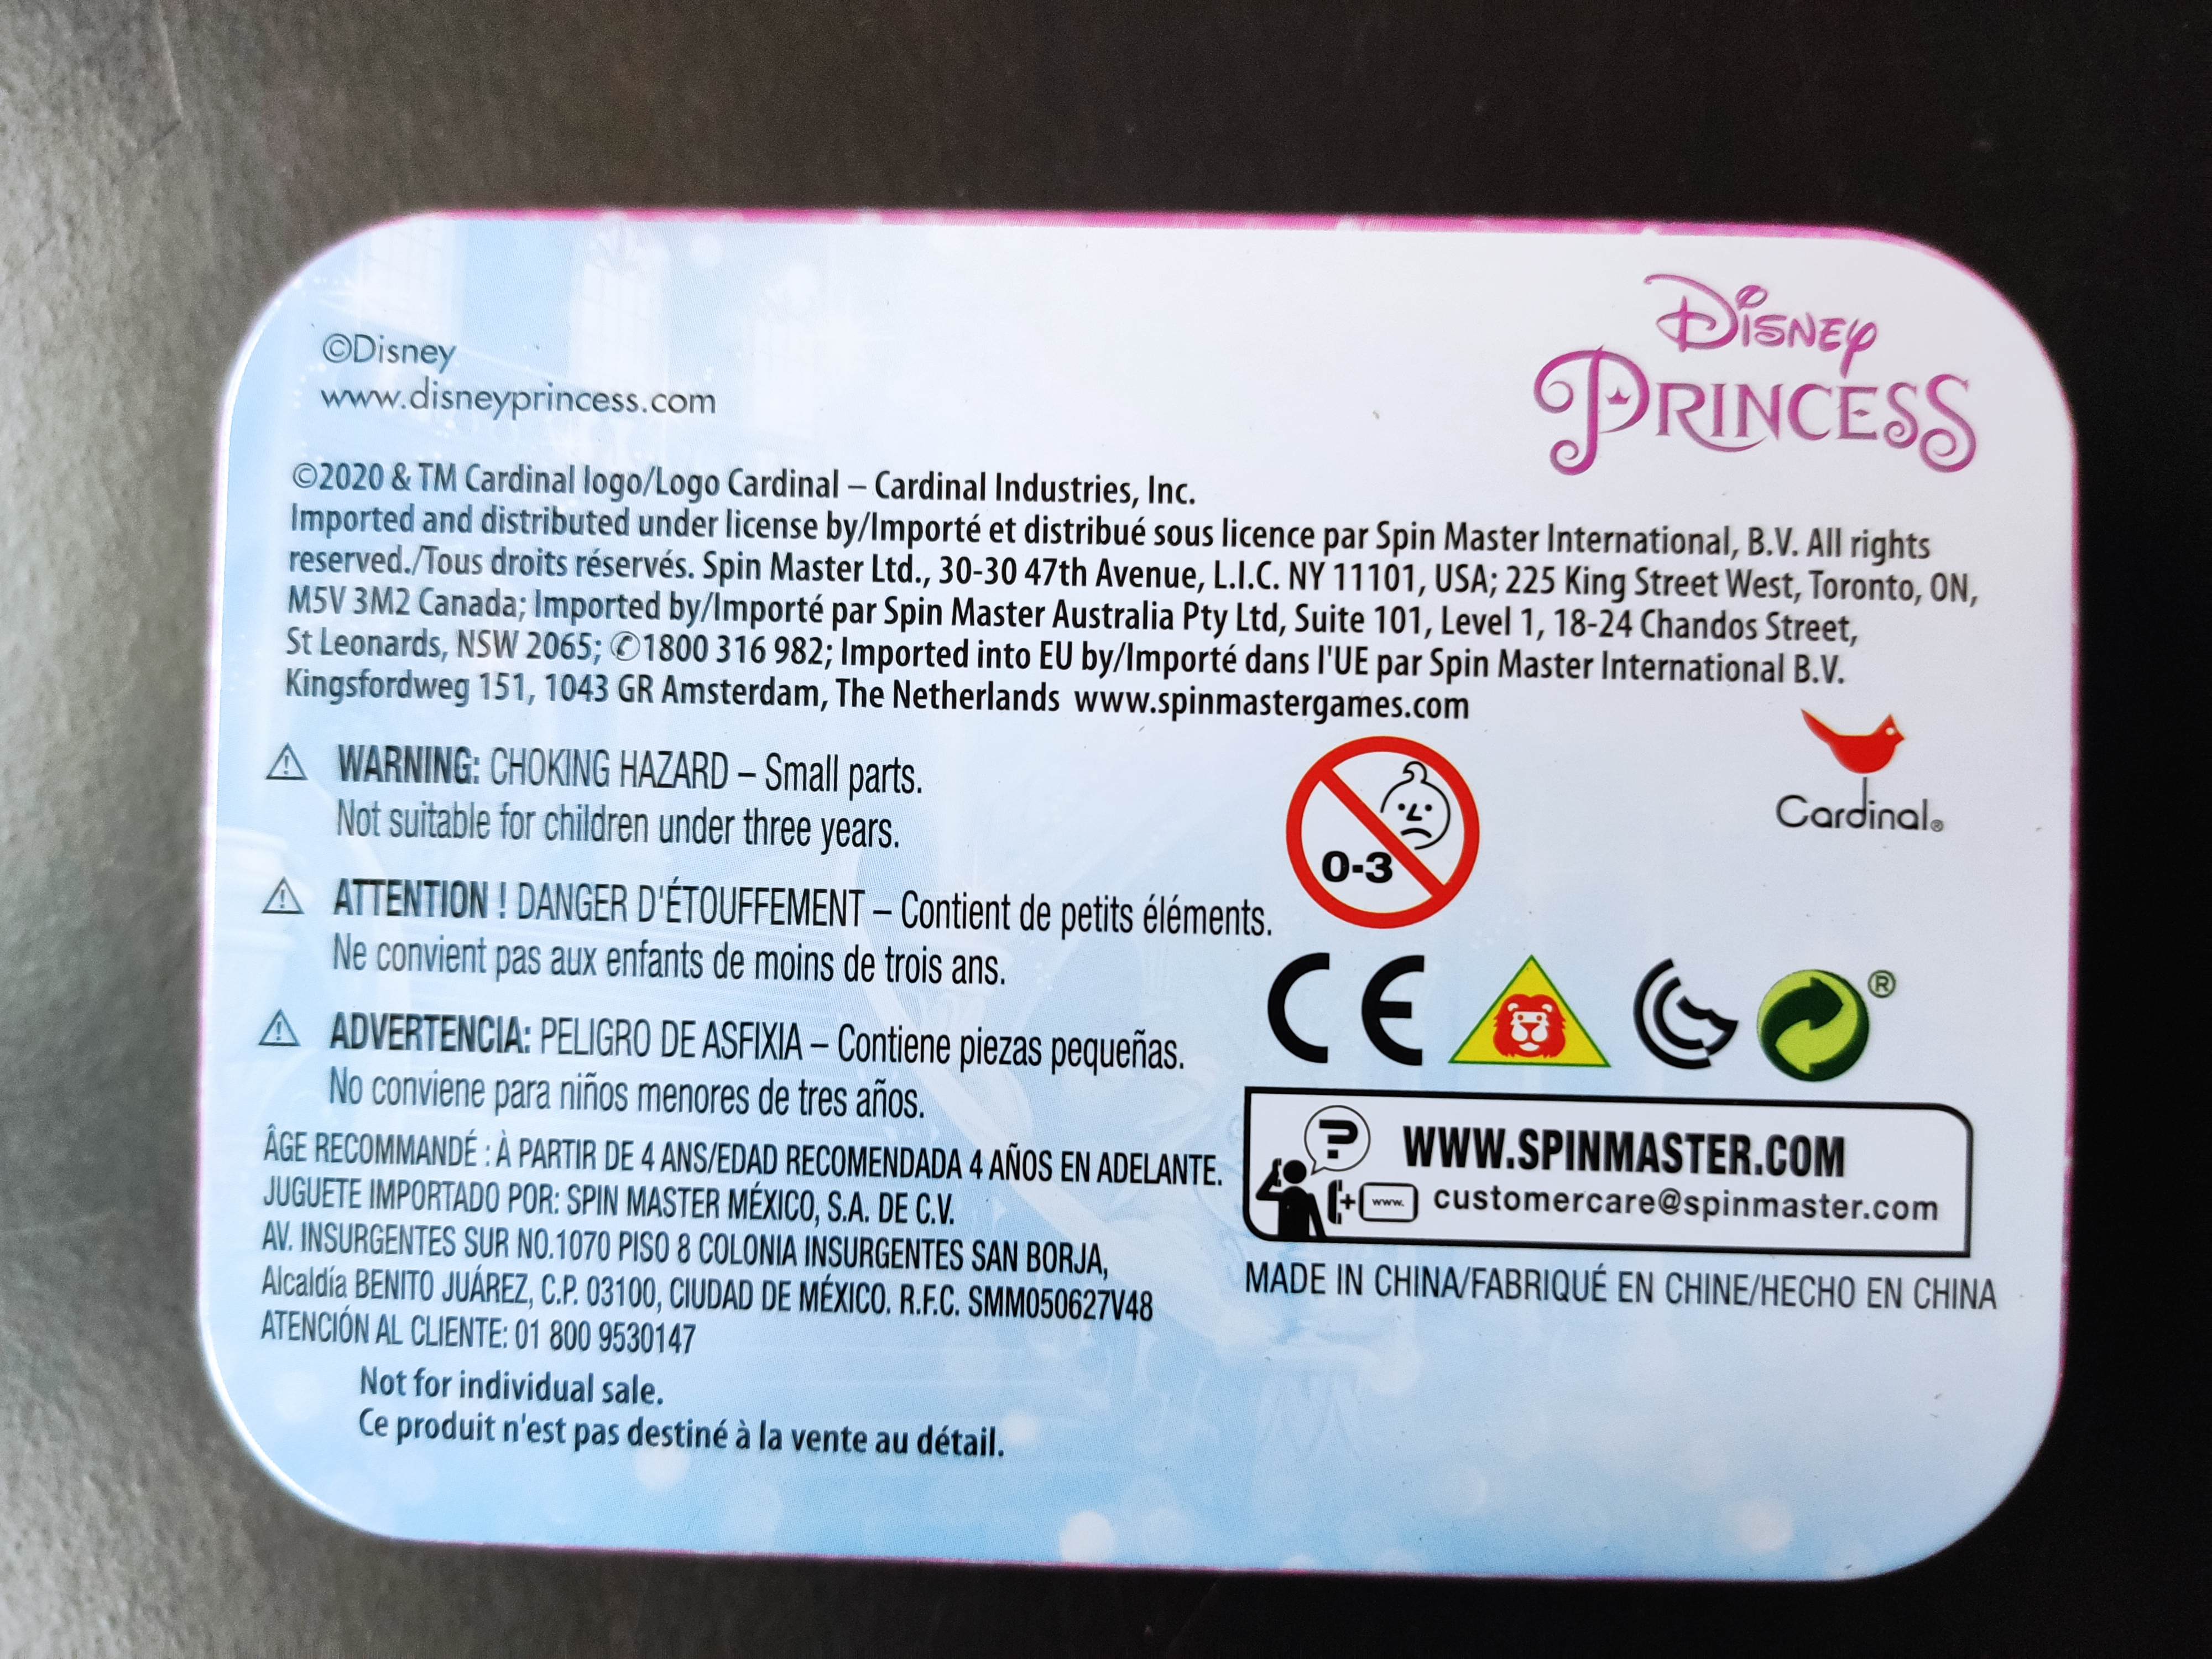 ©Disney
www.disneyprincess.com
DISNEY
PRINCESS
©2020 & TM Cardinal logo/Logo Cardinal – Cardinal Industries, Inc.
Imported and distributed under license by/Importé et distribué sous licence par Spin Master International, B.V. All rights
reserved./Tous droits réservés. Spin Master Ltd., 30-30 47th Avenue, L.I.C. NY 11101, USA; 225 King Street West, Toronto, ON,
M5V 3M2 Canada; Imported by/Importé par Spin Master Australia Pty Ltd, Suite 101, Level 1, 18-24 Chandos Street,
St Leonards, NSW 2065; ✆1800 316 982; Imported into EU by/Importé dans l'UE par Spin Master International B.V.
Kingsfordweg 151, 1043 GR Amsterdam, The Netherlands www.spinmastergames.com
⚠ WARNING: CHOKING HAZARD – Small parts.
Not suitable for children under three years.
⚠ ATTENTION ! DANGER D'ÉTOUFFEMENT – Contient de petits éléments.
Ne convient pas aux enfants de moins de trois ans.
⚠ ADVERTENCIA: PELIGRO DE ASFIXIA – Contiene piezas pequeñas.
No conviene para niños menores de tres años.
ÂGE RECOMMANDÉ : À PARTIR DE 4 ANS/EDAD RECOMENDADA 4 AÑOS EN ADELANTE.
JUGUETE IMPORTADO POR: SPIN MASTER MÉXICO, S.A. DE C.V.
AV. INSURGENTES SUR NO.1070 PISO 8 COLONIA INSURGENTES SAN BORJA,
Alcaldía BENITO JUÁREZ, C.P. 03100, CIUDAD DE MÉXICO. R.F.C. SMM050627V48
ATENCIÓN AL CLIENTE: 01 800 9530147
Not for individual sale.
Ce produit n'est pas destiné à la vente au détail.
0-3
Cardinal®
CE
®
?
WWW.SPINMASTER.COM
+ www. customercare@spinmaster.com
MADE IN CHINA/FABRIQUÉ EN CHINE/HECHO EN CHINA